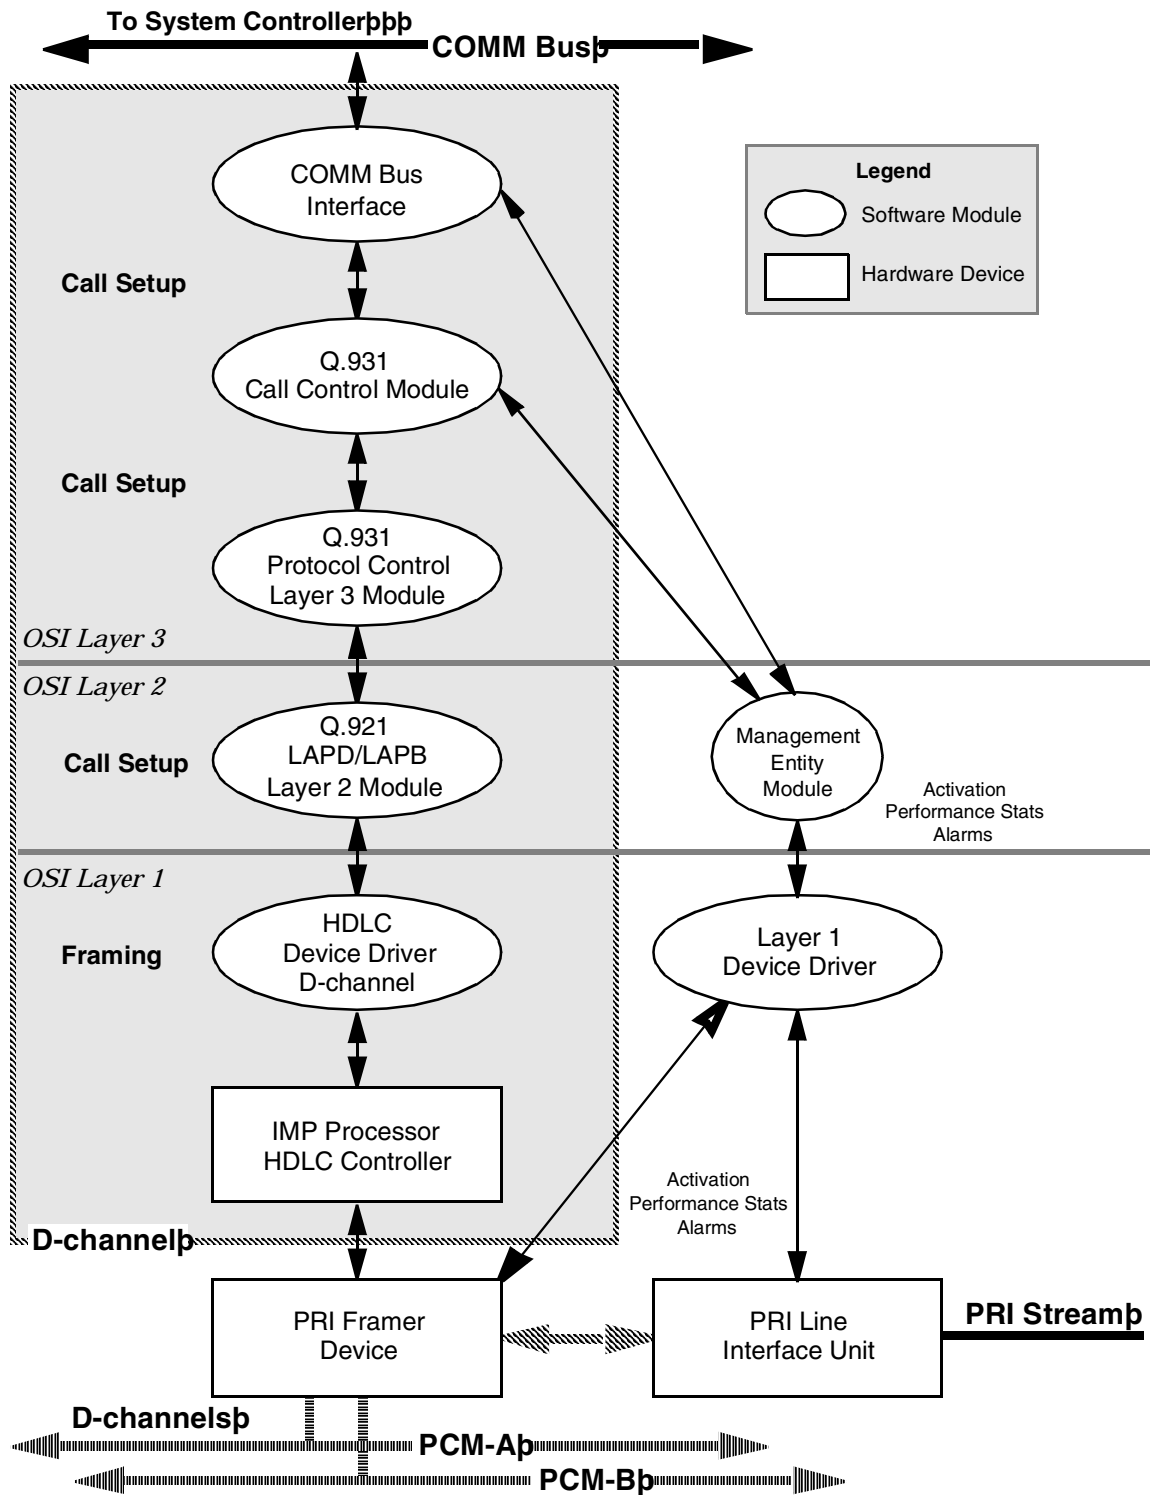 To System Controllerþþþ
COMM Busþ
COMM Bus
Interface
Legend
Software Module
Hardware Device
Call Setup
Q.931
Call Control Module
Call Setup
Q.931
Protocol Control
Layer 3 Module
OSI Layer 3
OSI Layer 2
Q.921
LAPD/LAPB
Layer 2 Module
Call Setup
Management
Entity
Module
Activation
Performance Stats
Alarms
OSI Layer 1
HDLC
Device Driver
D-channel
Framing
Layer 1
Device Driver
IMP Processor
HDLC Controller
Activation
Performance Stats
Alarms
D-channelþ
PRI Framer
Device
PRI Line
Interface Unit
PRI Streamþ
D-channelsþ
PCM-Aþ
PCM-Bþ